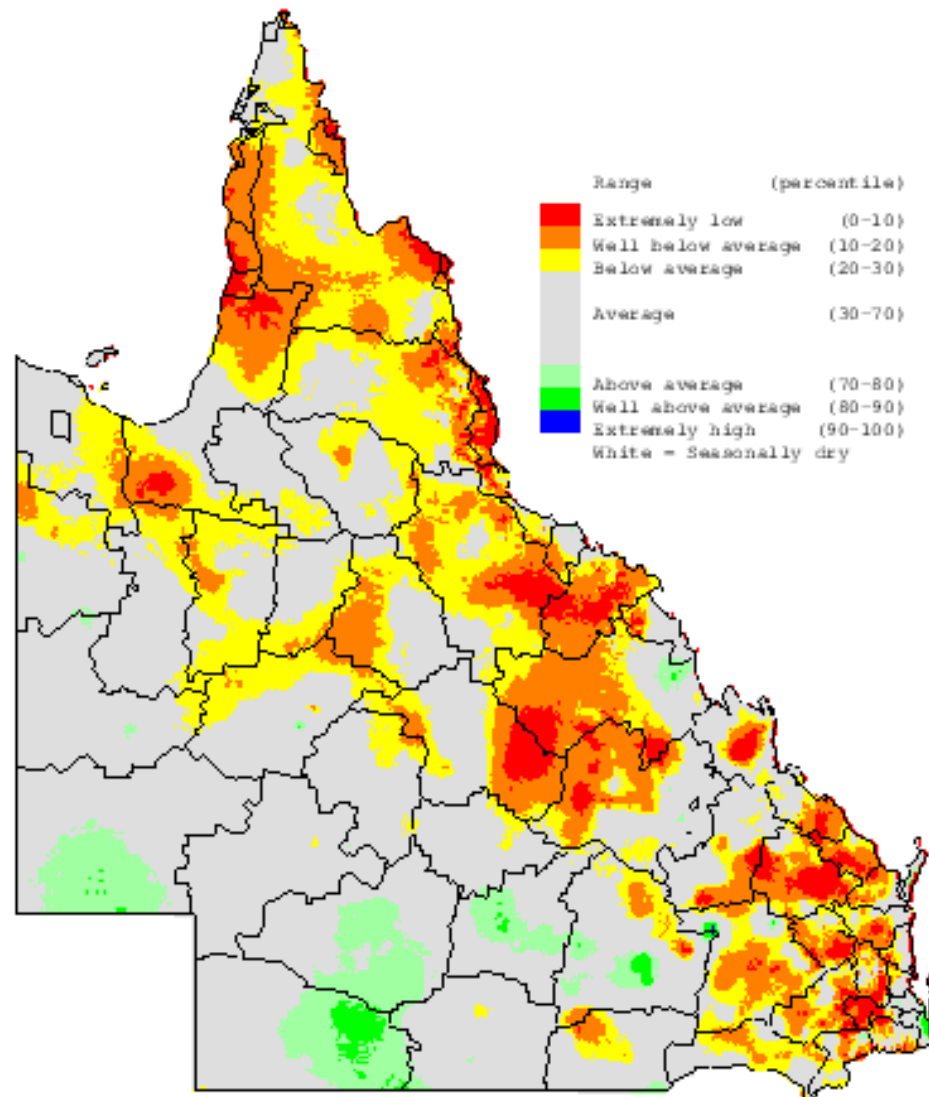 Range (percentile)
Extremely low (0-10)
Well below average (10-20)
Below average (20-30)
Average (30-70)
Above average (70-80)
Well above average (80-90)
Extremely high (90-100)
White = Seasonally dry